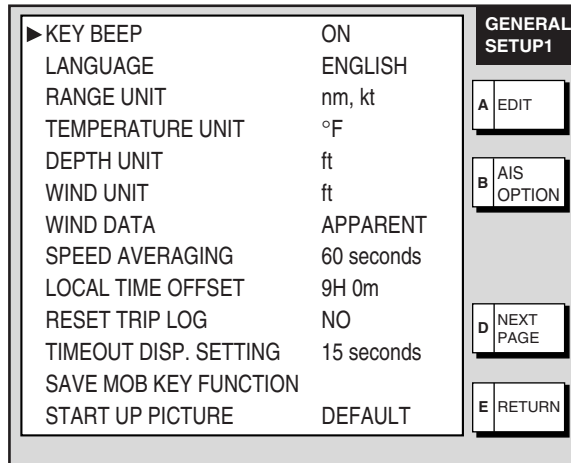 ▶KEY BEEP ON
LANGUAGE ENGLISH
RANGE UNIT nm, kt
TEMPERATURE UNIT °F
DEPTH UNIT ft
WIND UNIT ft
WIND DATA APPARENT
SPEED AVERAGING 60 seconds
LOCAL TIME OFFSET 9H 0m
RESET TRIP LOG NO
TIMEOUT DISP. SETTING 15 seconds
SAVE MOB KEY FUNCTION
START UP PICTURE DEFAULT
GENERAL
SETUP1
A EDIT
B AIS
OPTION
D NEXT
PAGE
E RETURN